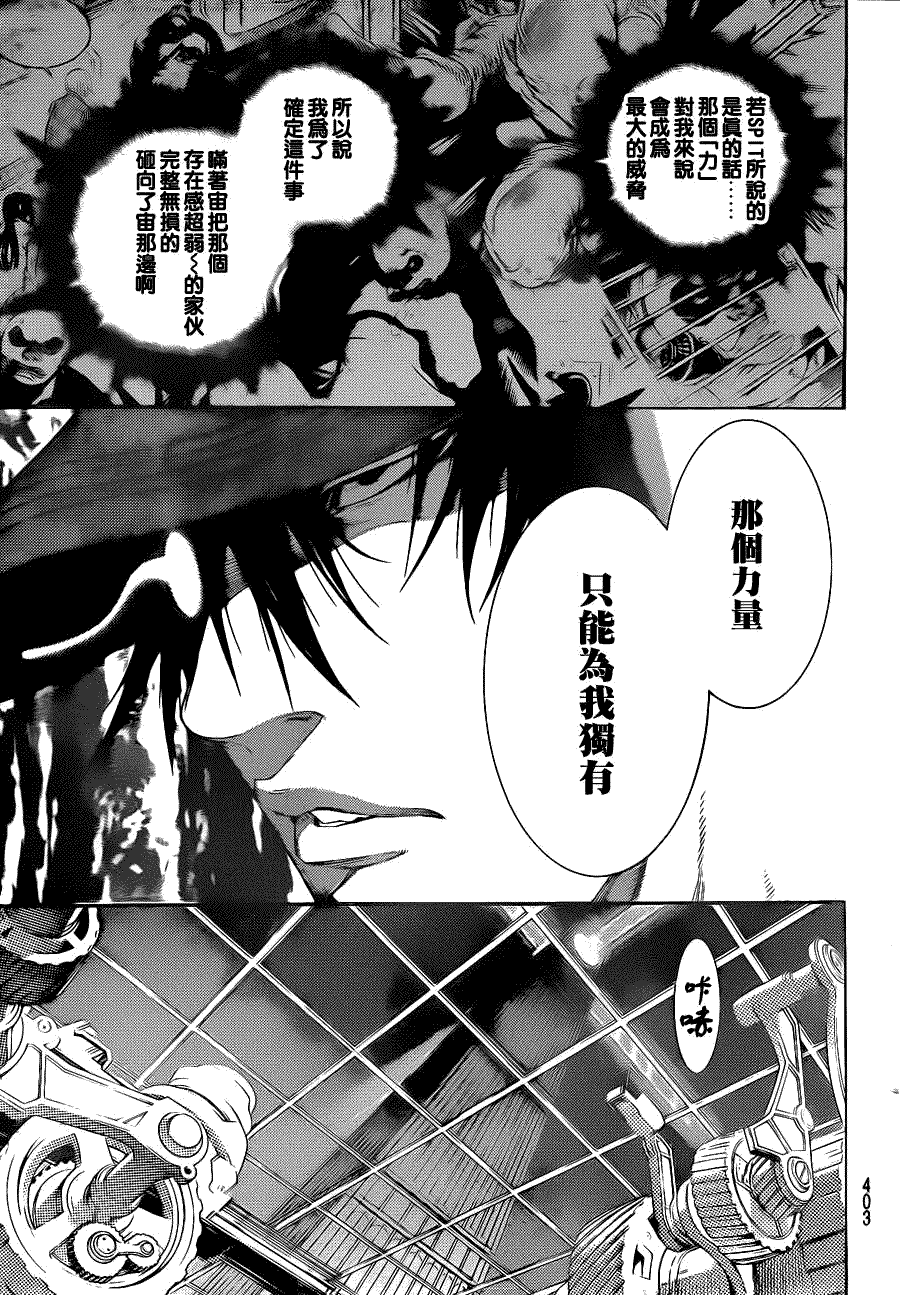 若SPIT所說的
是真的話……
那個「力」
對我來說
會成為
最大的威脅
所以說
我為了
確定這件事
瞞著宙把那個
存在感超弱～的家伙
完整無損的
砸向了宙那邊啊
那個力量
只能為我獨有
咔哧
403